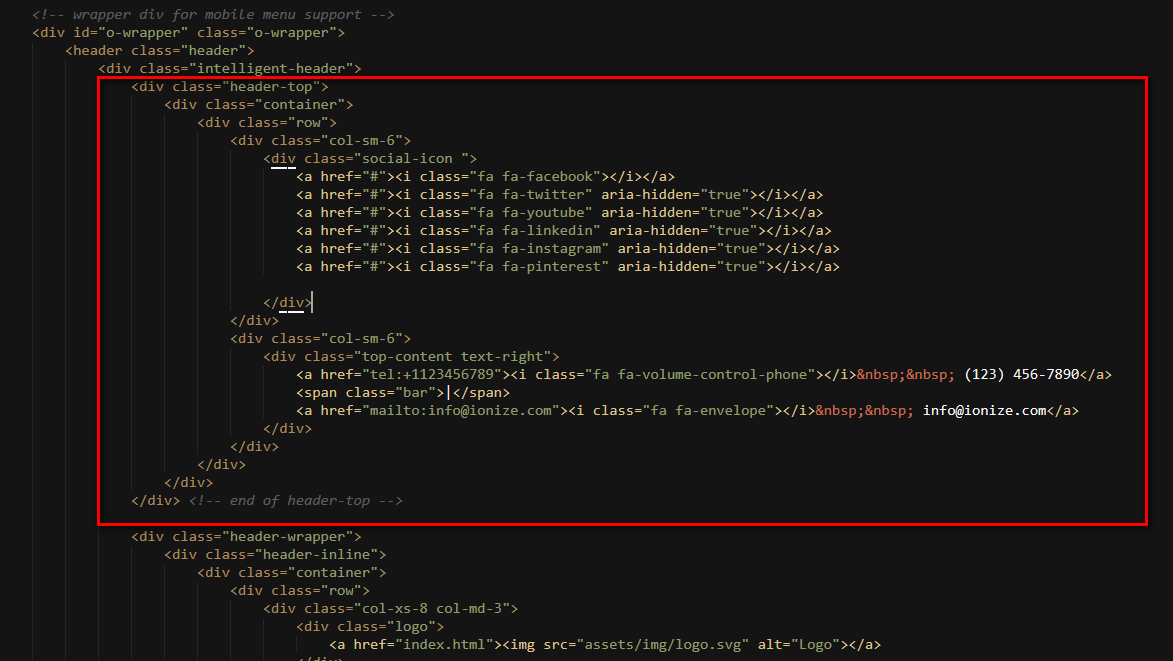 <!-- wrapper div for mobile menu support -->
<div id="o-wrapper" class="o-wrapper">
<header class="header">
<div class="intelligent-header">
<div class="header-top">
<div class="container">
<div class="row">
<div class="col-sm-6">
<div class="social-icon ">
<a href="#"><i class="fa fa-facebook"></i></a>
<a href="#"><i class="fa fa-twitter" aria-hidden="true"></i></a>
<a href="#"><i class="fa fa-youtube" aria-hidden="true"></i></a>
<a href="#"><i class="fa fa-linkedin" aria-hidden="true"></i></a>
<a href="#"><i class="fa fa-instagram" aria-hidden="true"></i></a>
<a href="#"><i class="fa fa-pinterest" aria-hidden="true"></i></a>
</div>
</div>
<div class="col-sm-6">
<div class="top-content text-right">
<a href="tel:+1123456789"><i class="fa fa-volume-control-phone"></i>&nbsp;&nbsp; (123) 456-7890</a>
<span class="bar">|</span>
<a href="mailto:info@ionize.com"><i class="fa fa-envelope"></i>&nbsp;&nbsp; info@ionize.com</a>
</div>
</div>
</div>
</div>
</div> <!-- end of header-top -->
<div class="header-wrapper">
<div class="header-inline">
<div class="container">
<div class="row">
<div class="col-xs-8 col-md-3">
<div class="logo">
<a href="index.html"><img src="assets/img/logo.svg" alt="Logo"></a>
</div>